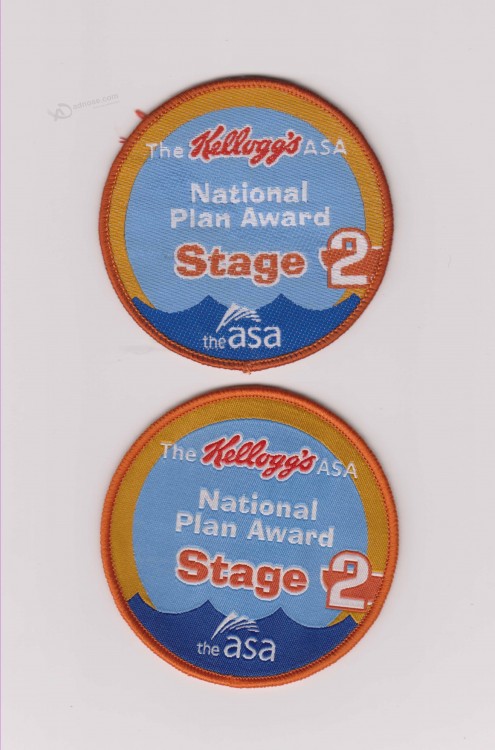 The Kellogg's ASA
National
Plan Award
Stage 2
the asa
The Kellogg's ASA
National
Plan Award
Stage 2
the asa